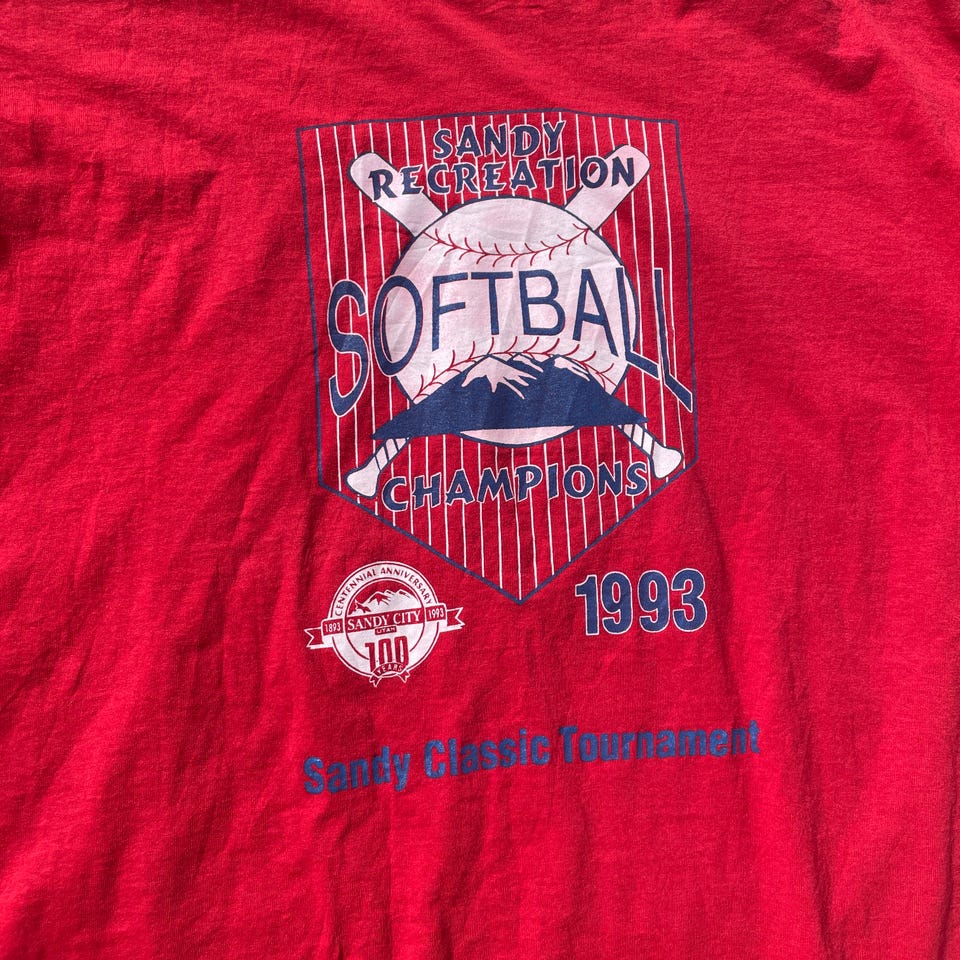 SANDY
RECREATION
SOFTBALL
CHAMPIONS
1993
CENTENNIAL ANNIVERSARY
1893 SANDY CITY 1993
UTAH
100
YEARS
Sandy Classic Tournament